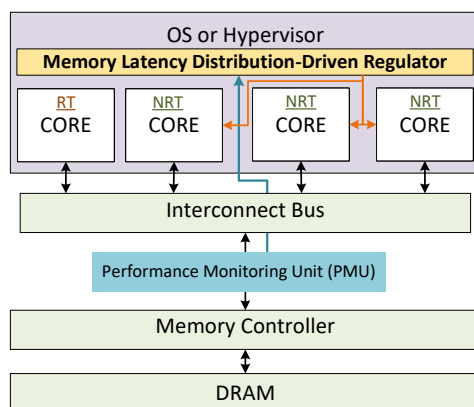 OS or Hypervisor
Memory Latency Distribution-Driven Regulator
RT NRT NRT NRT
CORE CORE CORE CORE
Interconnect Bus
Performance Monitoring Unit (PMU)
Memory Controller
DRAM